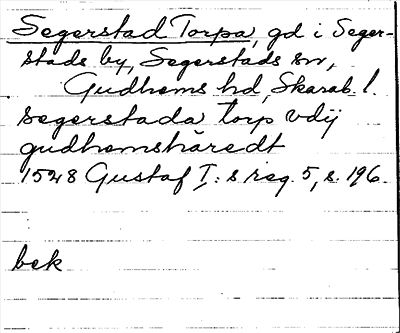 Segerstad Torpa, gd i Seger-
stads by, Segerstads sn,
Gudhems hd, Skarab. l.
segerstada torp vdij
gudhemshäredt
1528 Gustaf I: s reg. 5, s. 196.
bek